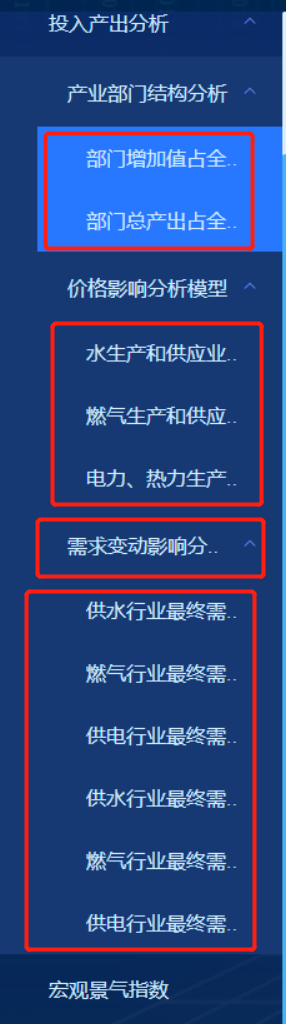 投入产出分析
产业部门结构分析
部门增加值占全..
部门总产出占全..
价格影响分析模型
水生产和供应业..
燃气生产和供应..
电力、热力生产..
需求变动影响分..
供水行业最终需..
燃气行业最终需..
供电行业最终需..
供水行业最终需..
燃气行业最终需..
供电行业最终需..
宏观景气指数